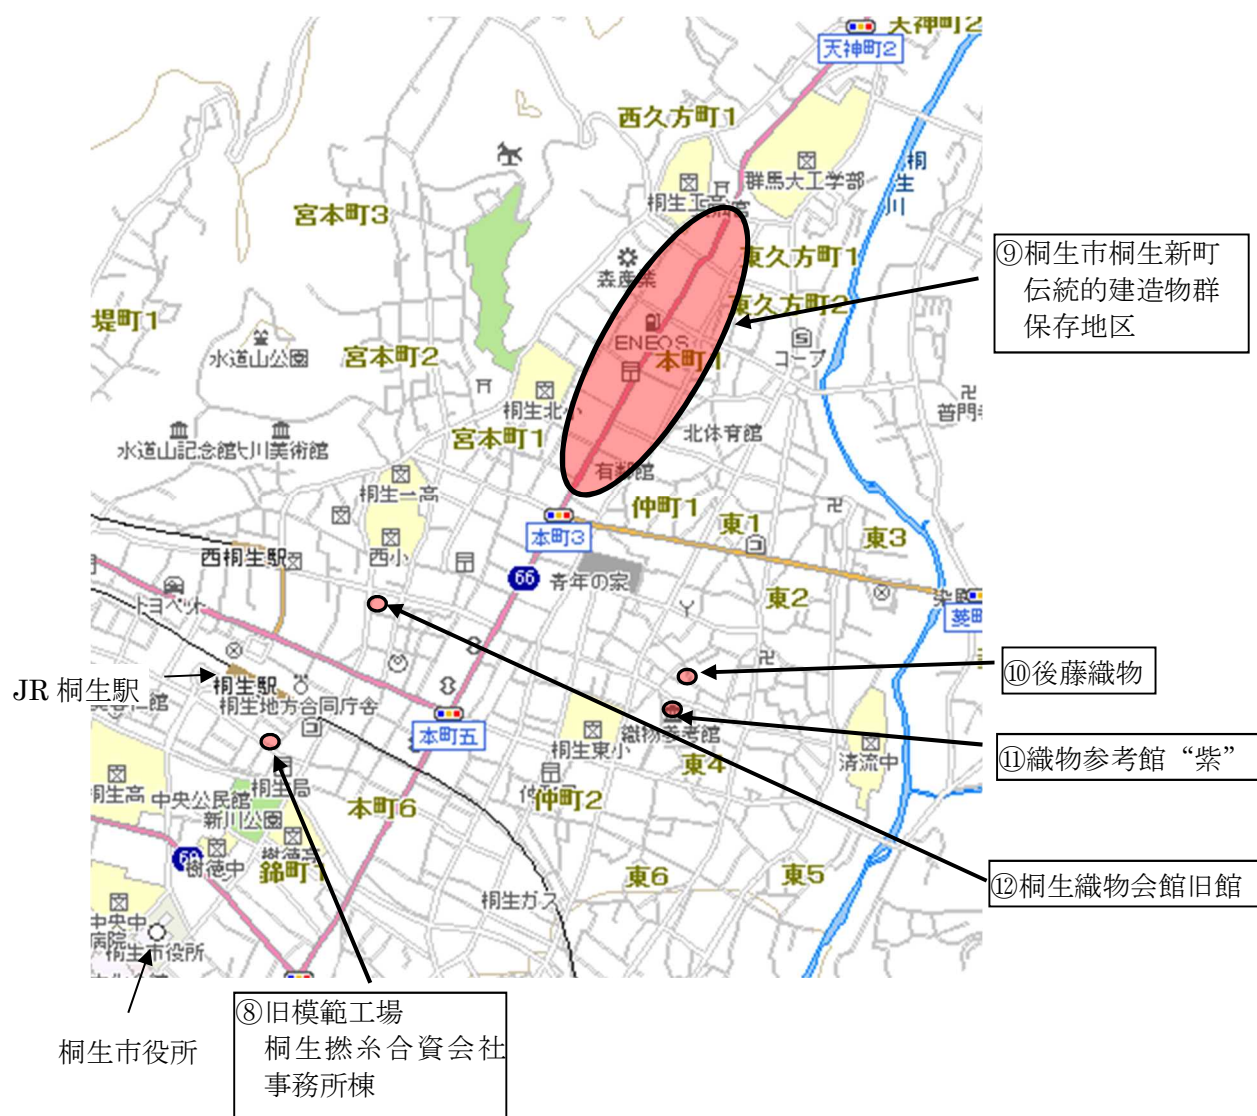 天神町2
天神町2
西久方町1
桐生川
群馬大工学部
宮本町3
東久方町1
⑨桐生市桐生新町
伝統的建造物群
保存地区
森産業
東久方町2
堤町1
ENEOS
水道山公園
宮本町2
本町1
コープ
桐生北小
宮本町1
北体育館
水道山記念館
大川美術館
有鄰館
桐生一高
仲町1
東1
東3
本町3
西桐生駅
西小
66
青年の家
東2
トヨペット
JR 桐生駅
桐生駅
桐生地方合同庁舎
⑩後藤織物
本町五
桐生東小
織物参考館
⑪織物参考館“紫”
東4
清流中
桐生高
中央公民館
桐生局
新川公園
本町6
仲町2
樹徳中
樹徳高
錦町1
東6
東5
⑫桐生織物会館旧館
桐生ガス
中央中
病院
桐生市役所
⑧旧模範工場
桐生撚糸合資会社
事務所棟
桐生市役所